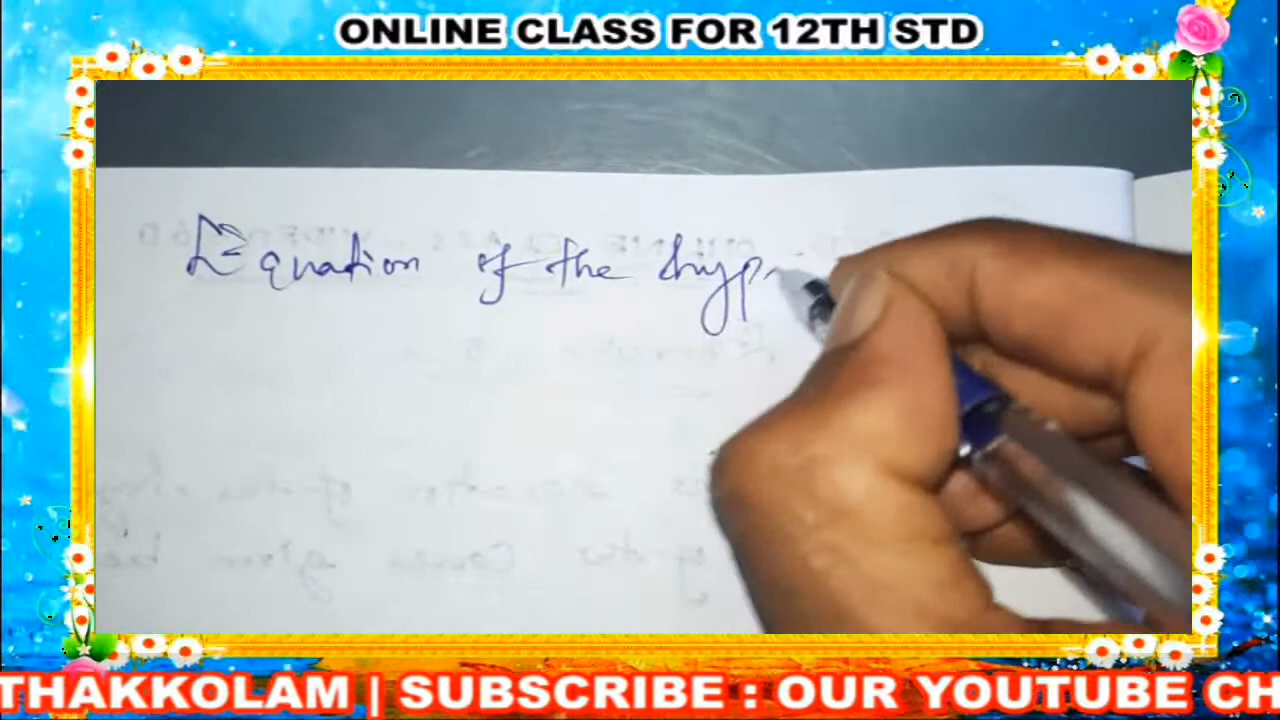 ONLINE CLASS FOR 12TH STD
Equation of the hyp
THAKKOLAM | SUBSCRIBE : OUR YOUTUBE CH